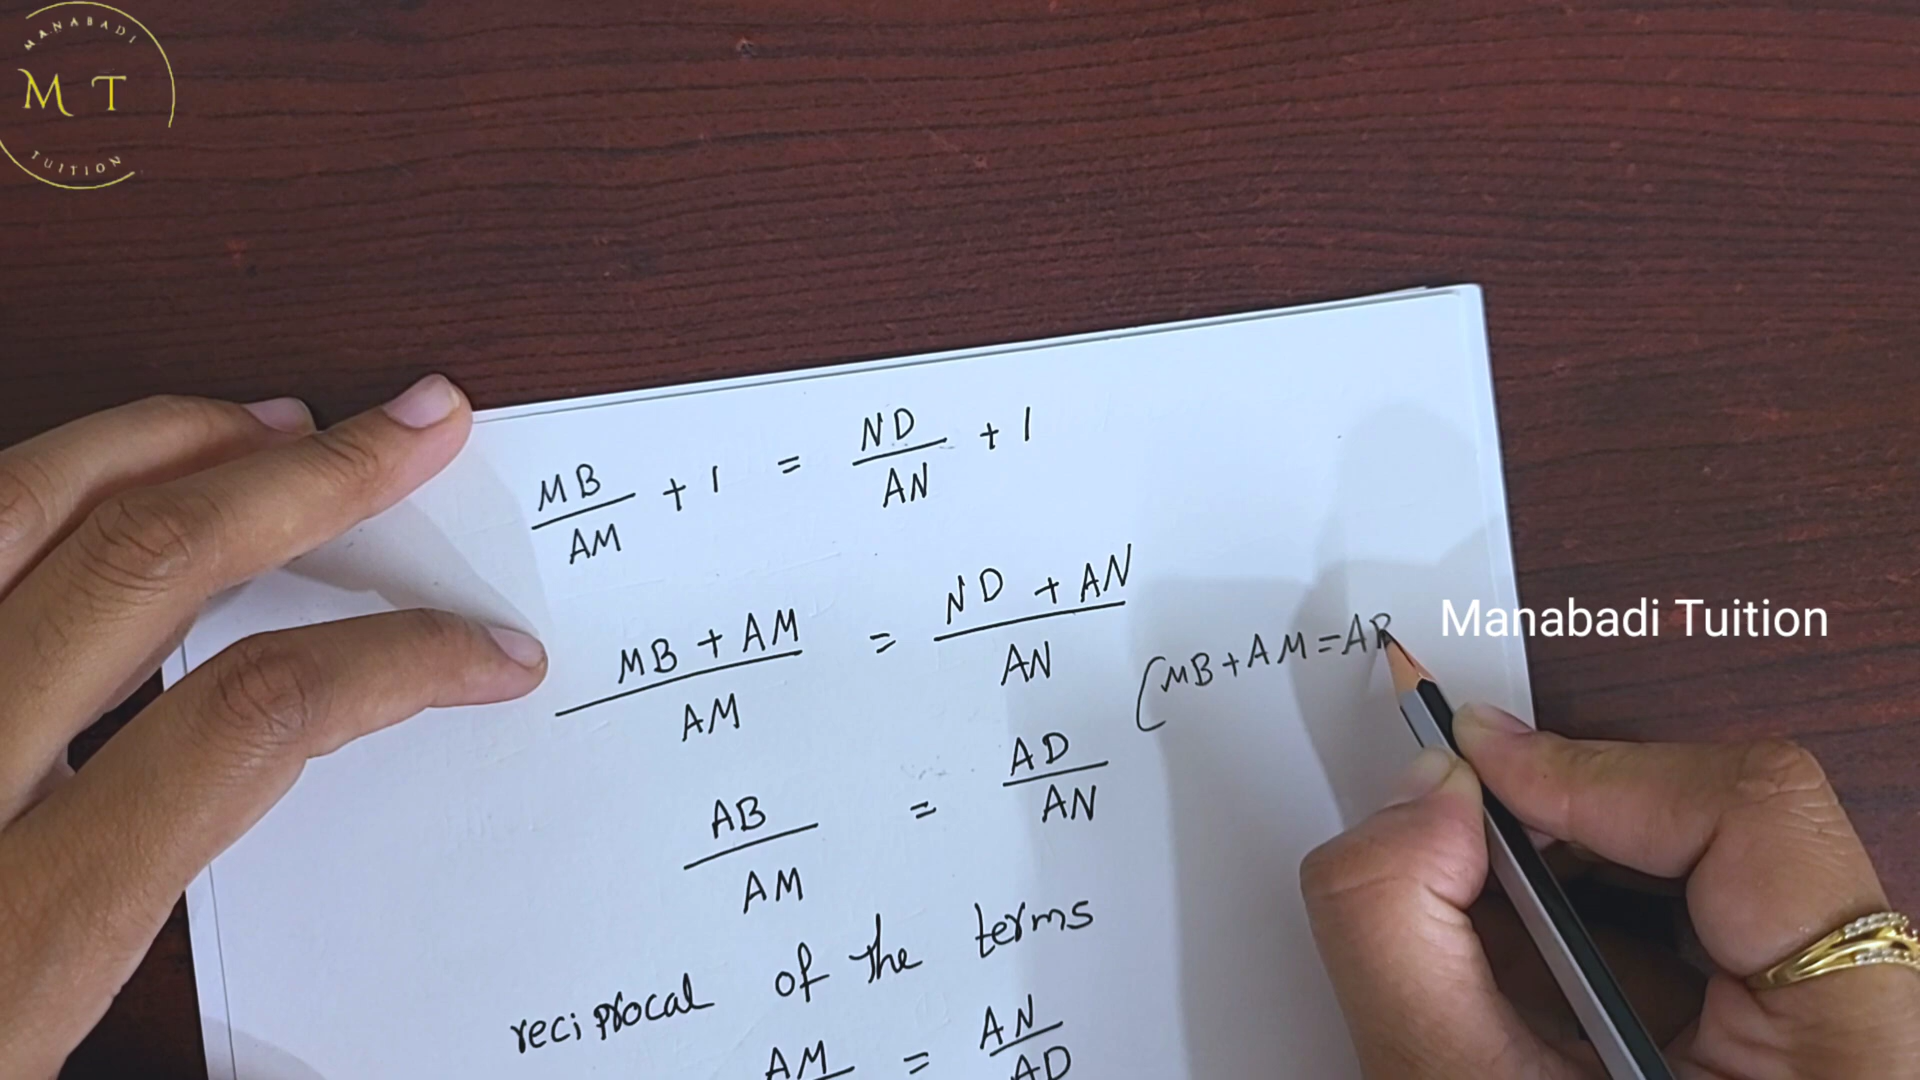 MANABADI
M T
TUITION
MB/AM + 1 = ND/AN + 1
MB + AM/AM = ND + AN/AN
(MB + AM = AB
Manabadi Tuition
AB/AM = AD/AN
reciprocal of the terms
AM = AN/AD